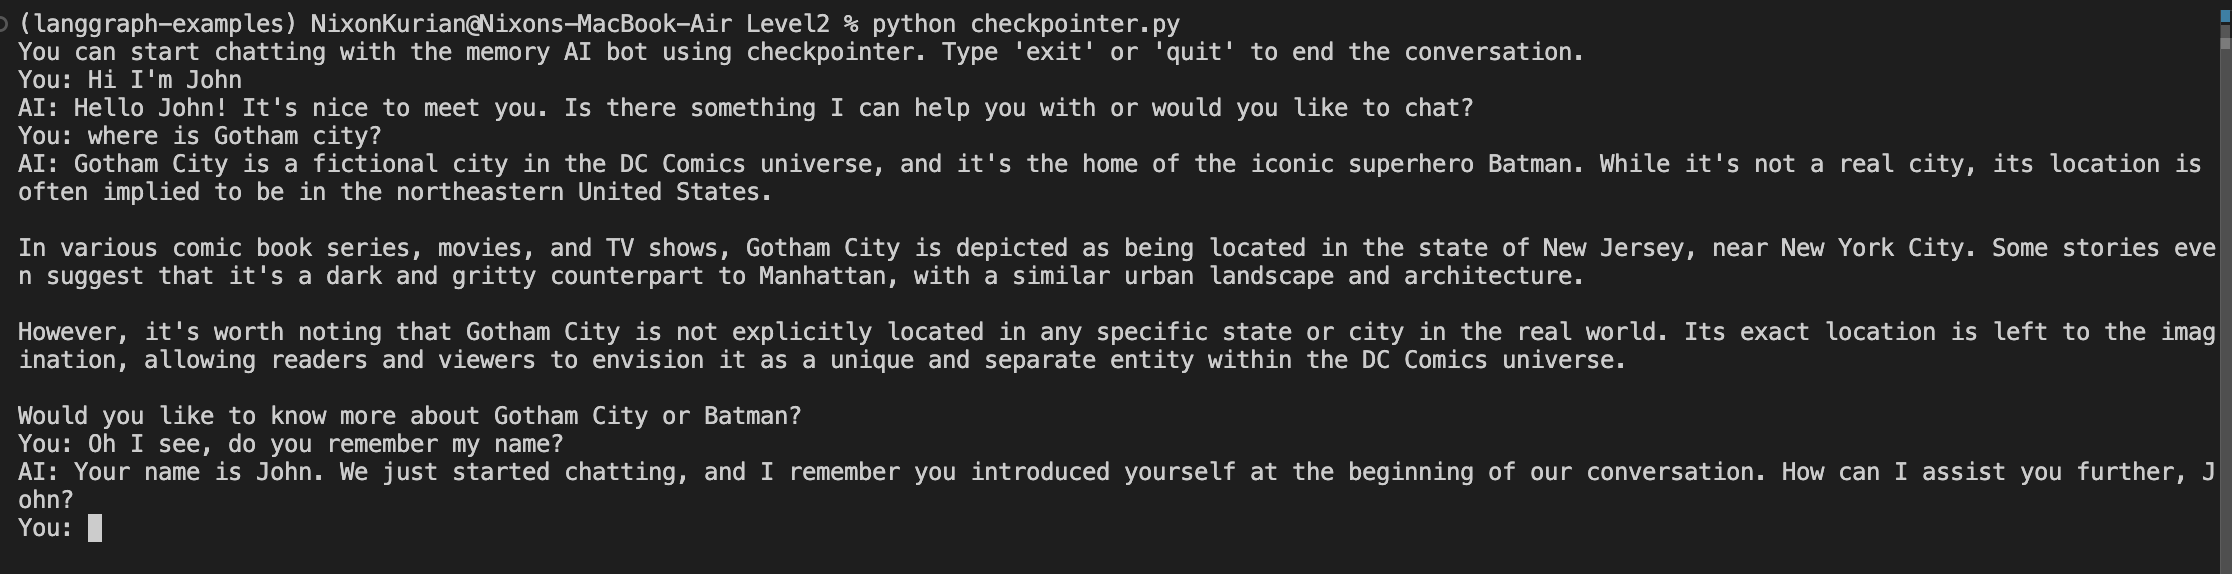 (langgraph-examples) NixonKurian@Nixons-MacBook-Air Level2 % python checkpointer.py
You can start chatting with the memory AI bot using checkpointer. Type 'exit' or 'quit' to end the conversation.
You: Hi I'm John
AI: Hello John! It's nice to meet you. Is there something I can help you with or would you like to chat?
You: where is Gotham city?
AI: Gotham City is a fictional city in the DC Comics universe, and it's the home of the iconic superhero Batman. While it's not a real city, its location is
often implied to be in the northeastern United States.
In various comic book series, movies, and TV shows, Gotham City is depicted as being located in the state of New Jersey, near New York City. Some stories eve
n suggest that it's a dark and gritty counterpart to Manhattan, with a similar urban landscape and architecture.
However, it's worth noting that Gotham City is not explicitly located in any specific state or city in the real world. Its exact location is left to the imag
ination, allowing readers and viewers to envision it as a unique and separate entity within the DC Comics universe.
Would you like to know more about Gotham City or Batman?
You: Oh I see, do you remember my name?
AI: Your name is John. We just started chatting, and I remember you introduced yourself at the beginning of our conversation. How can I assist you further, J
ohn?
You: